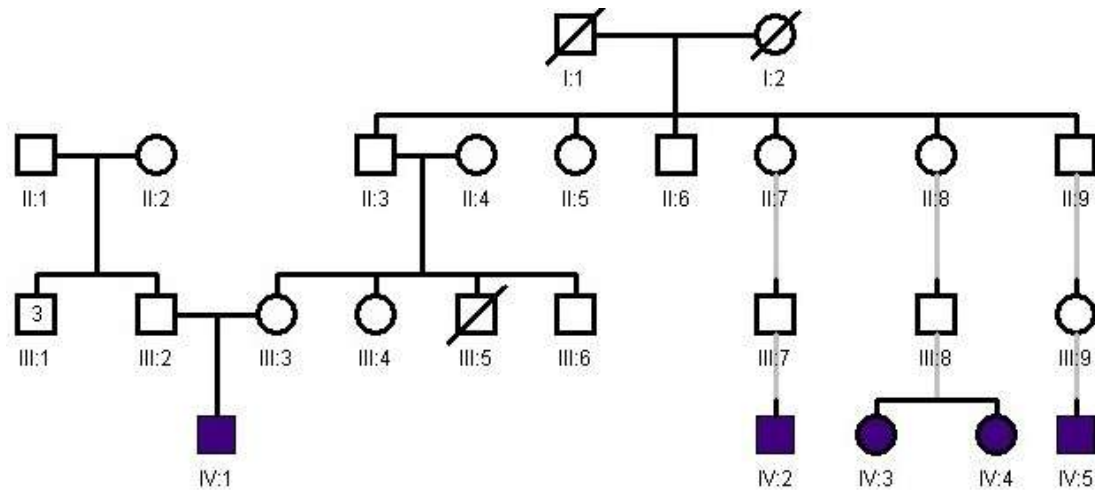 I:1 I:2
II:1 II:2 II:3 II:4 II:5 II:6 II:7 II:8 II:9
3
III:1 III:2 III:3 III:4 III:5 III:6 III:7 III:8 III:9
IV:1 IV:2 IV:3 IV:4 IV:5